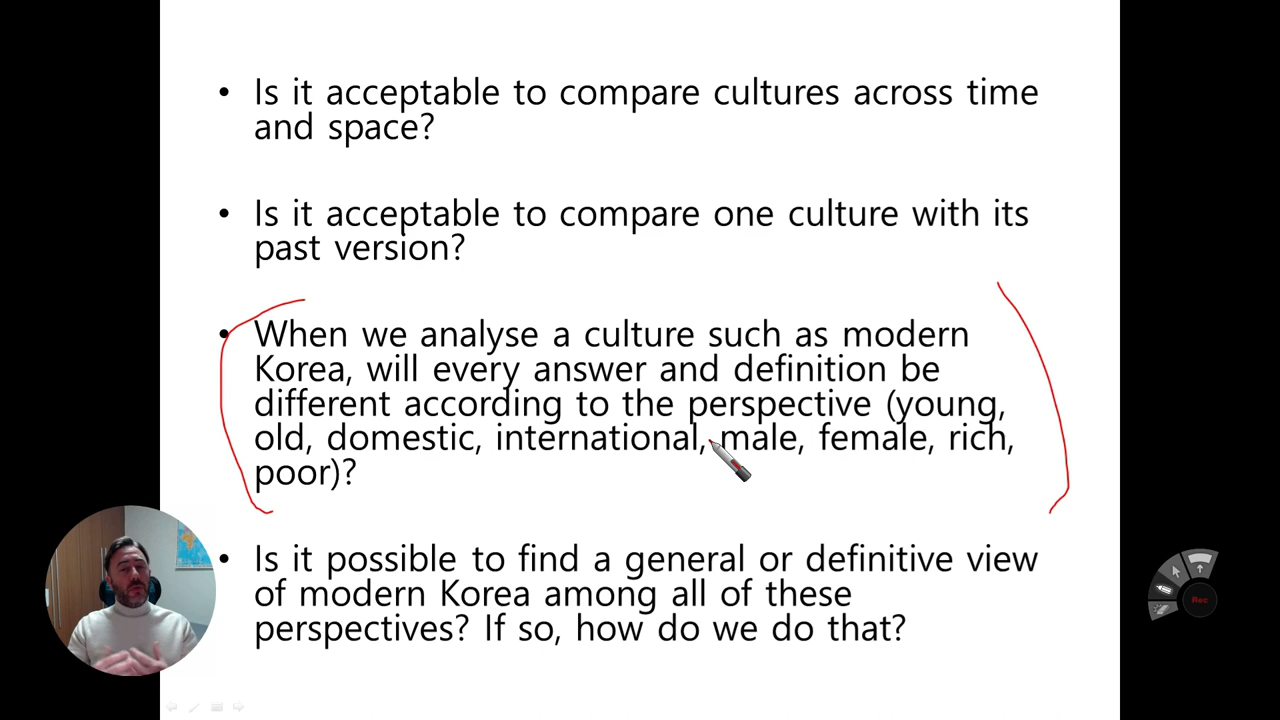 • Is it acceptable to compare cultures across time
and space?
• Is it acceptable to compare one culture with its
past version?
• When we analyse a culture such as modern
Korea, will every answer and definition be
different according to the perspective (young,
old, domestic, international, male, female, rich,
poor)?
• Is it possible to find a general or definitive view
of modern Korea among all of these
perspectives? If so, how do we do that?
Rec